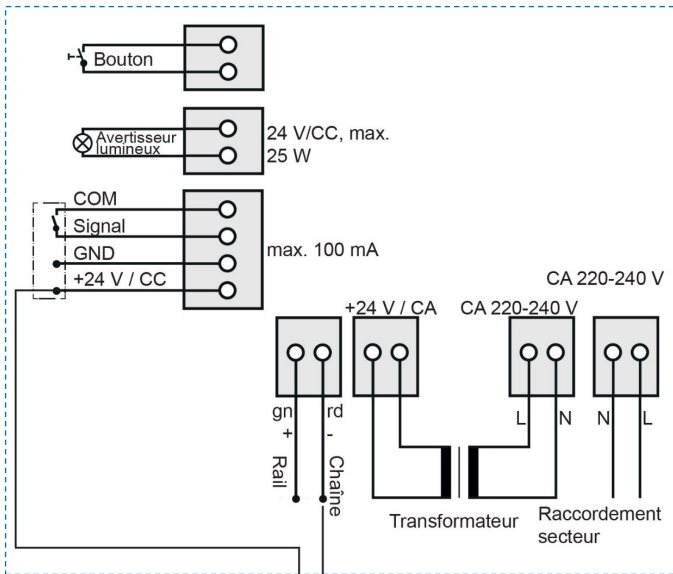 Bouton
Avertisseur
lumineux
24 V/CC, max.
25 W
COM
Signal
GND
+24 V / CC
max. 100 mA
CA 220-240 V
+24 V / CA
CA 220-240 V
gn
rd
+
-
L
N
N
L
Rail
Chaîne
Transformateur
Raccordement
secteur